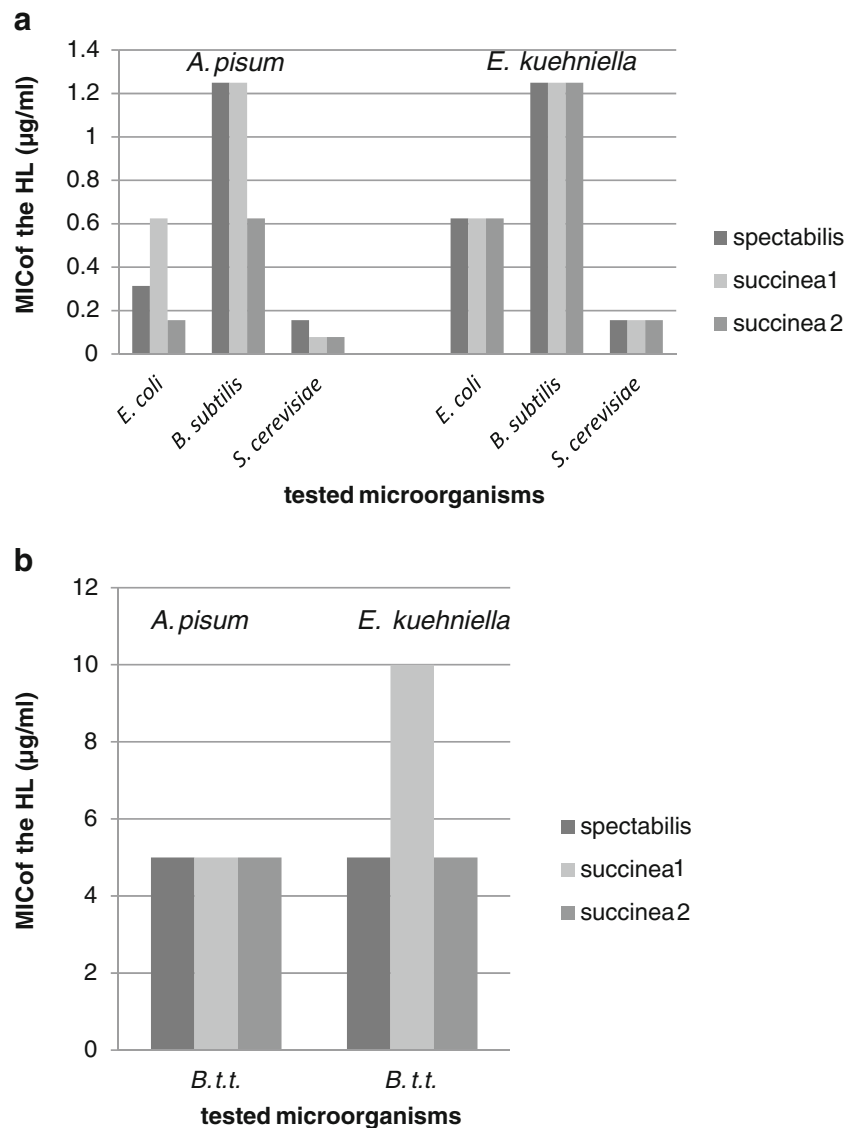 a
MICof the HL (µg/ml)
1.4
1.2
1
0.8
0.6
0.4
0.2
0
A. pisum
E. kuehniella
E. coli
B. subtilis
S. cerevisiae
E. coli
B. subtilis
S. cerevisiae
tested microorganisms
spectabilis
succinea1
succinea 2
b
MICof the HL (µg/ml)
12
10
8
6
4
2
0
A. pisum
E. kuehniella
B. t.t.
B. t.t.
tested microorganisms
spectabilis
succinea1
succinea 2